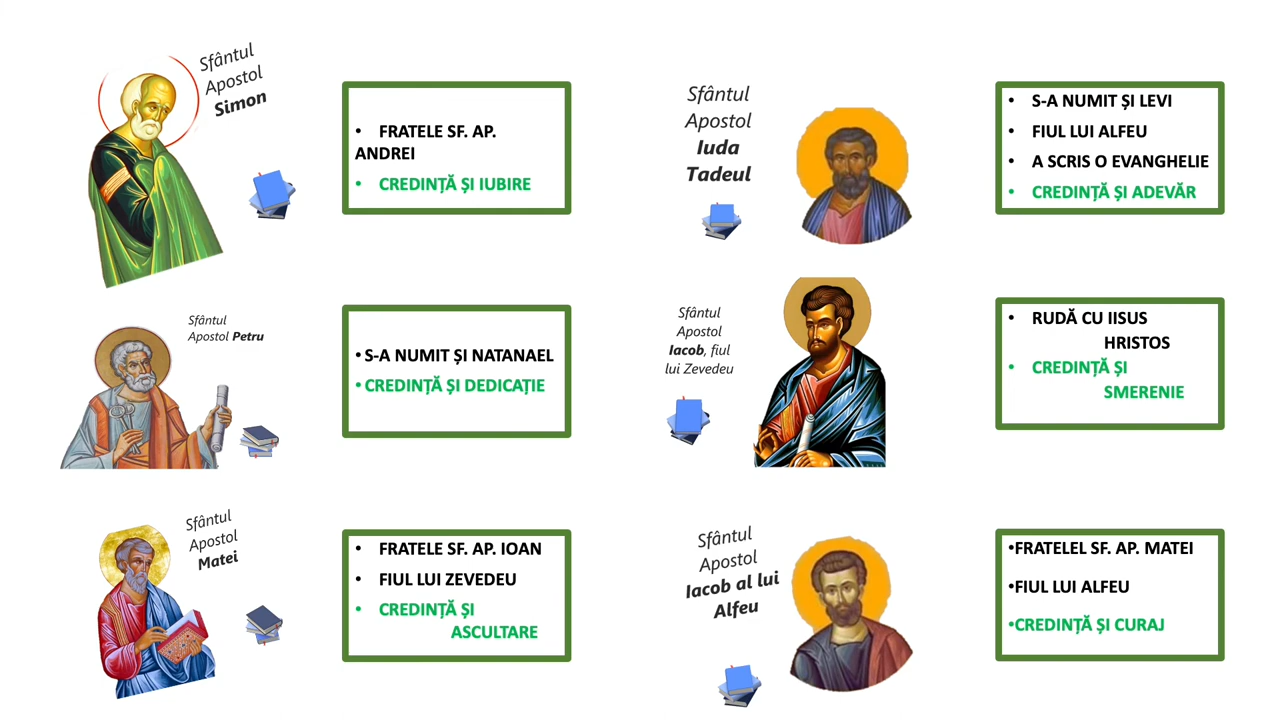 Sfântul
Apostol
Simon
• FRATELE SF. AP.
ANDREI
• CREDINȚĂ ȘI IUBIRE
Sfântul
Apostol
Iuda
Tadeul
• S-A NUMIT ȘI LEVI
• FIUL LUI ALFEU
• A SCRIS O EVANGHELIE
• CREDINȚĂ ȘI ADEVĂR
Sfântul
Apostol Petru
• S-A NUMIT ȘI NATANAEL
• CREDINȚĂ ȘI DEDICAȚIE
Sfântul
Apostol
Iacob, fiul
lui Zevedeu
• RUDĂ CU IISUS
HRISTOS
• CREDINȚĂ ȘI
SMERENIE
Sfântul
Apostol
Matei
• FRATELE SF. AP. IOAN
• FIUL LUI ZEVEDEU
• CREDINȚĂ ȘI
ASCULTARE
Sfântul
Apostol
Iacob al lui
Alfeu
•FRATELEL SF. AP. MATEI
•FIUL LUI ALFEU
•CREDINȚĂ ȘI CURAJ